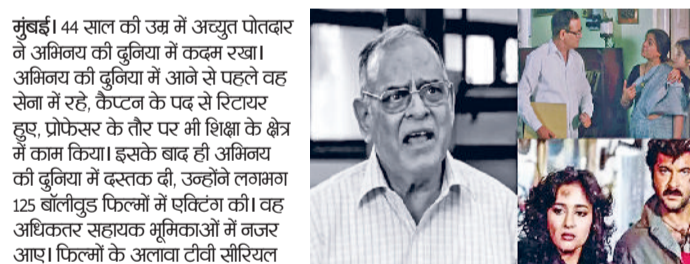 मुंबई। 44 साल की उम्र में अच्युत पोतदार
ने अभिनय की दुनिया में कदम रखा।
अभिनय की दुनिया में आने से पहले वह
सेना में रहे, कैप्टन के पद से रिटायर
हुए, प्रोफेसर के तौर पर भी शिक्षा के क्षेत्र
में काम किया। इसके बाद ही अभिनय
की दुनिया में दस्तक दी, उन्होंने लगभग
125 बॉलीवुड फिल्मों में एक्टिंग की। वह
अधिकतर सहायक भूमिकाओं में नजर
आए। फिल्मों के अलावा टीवी सीरियल